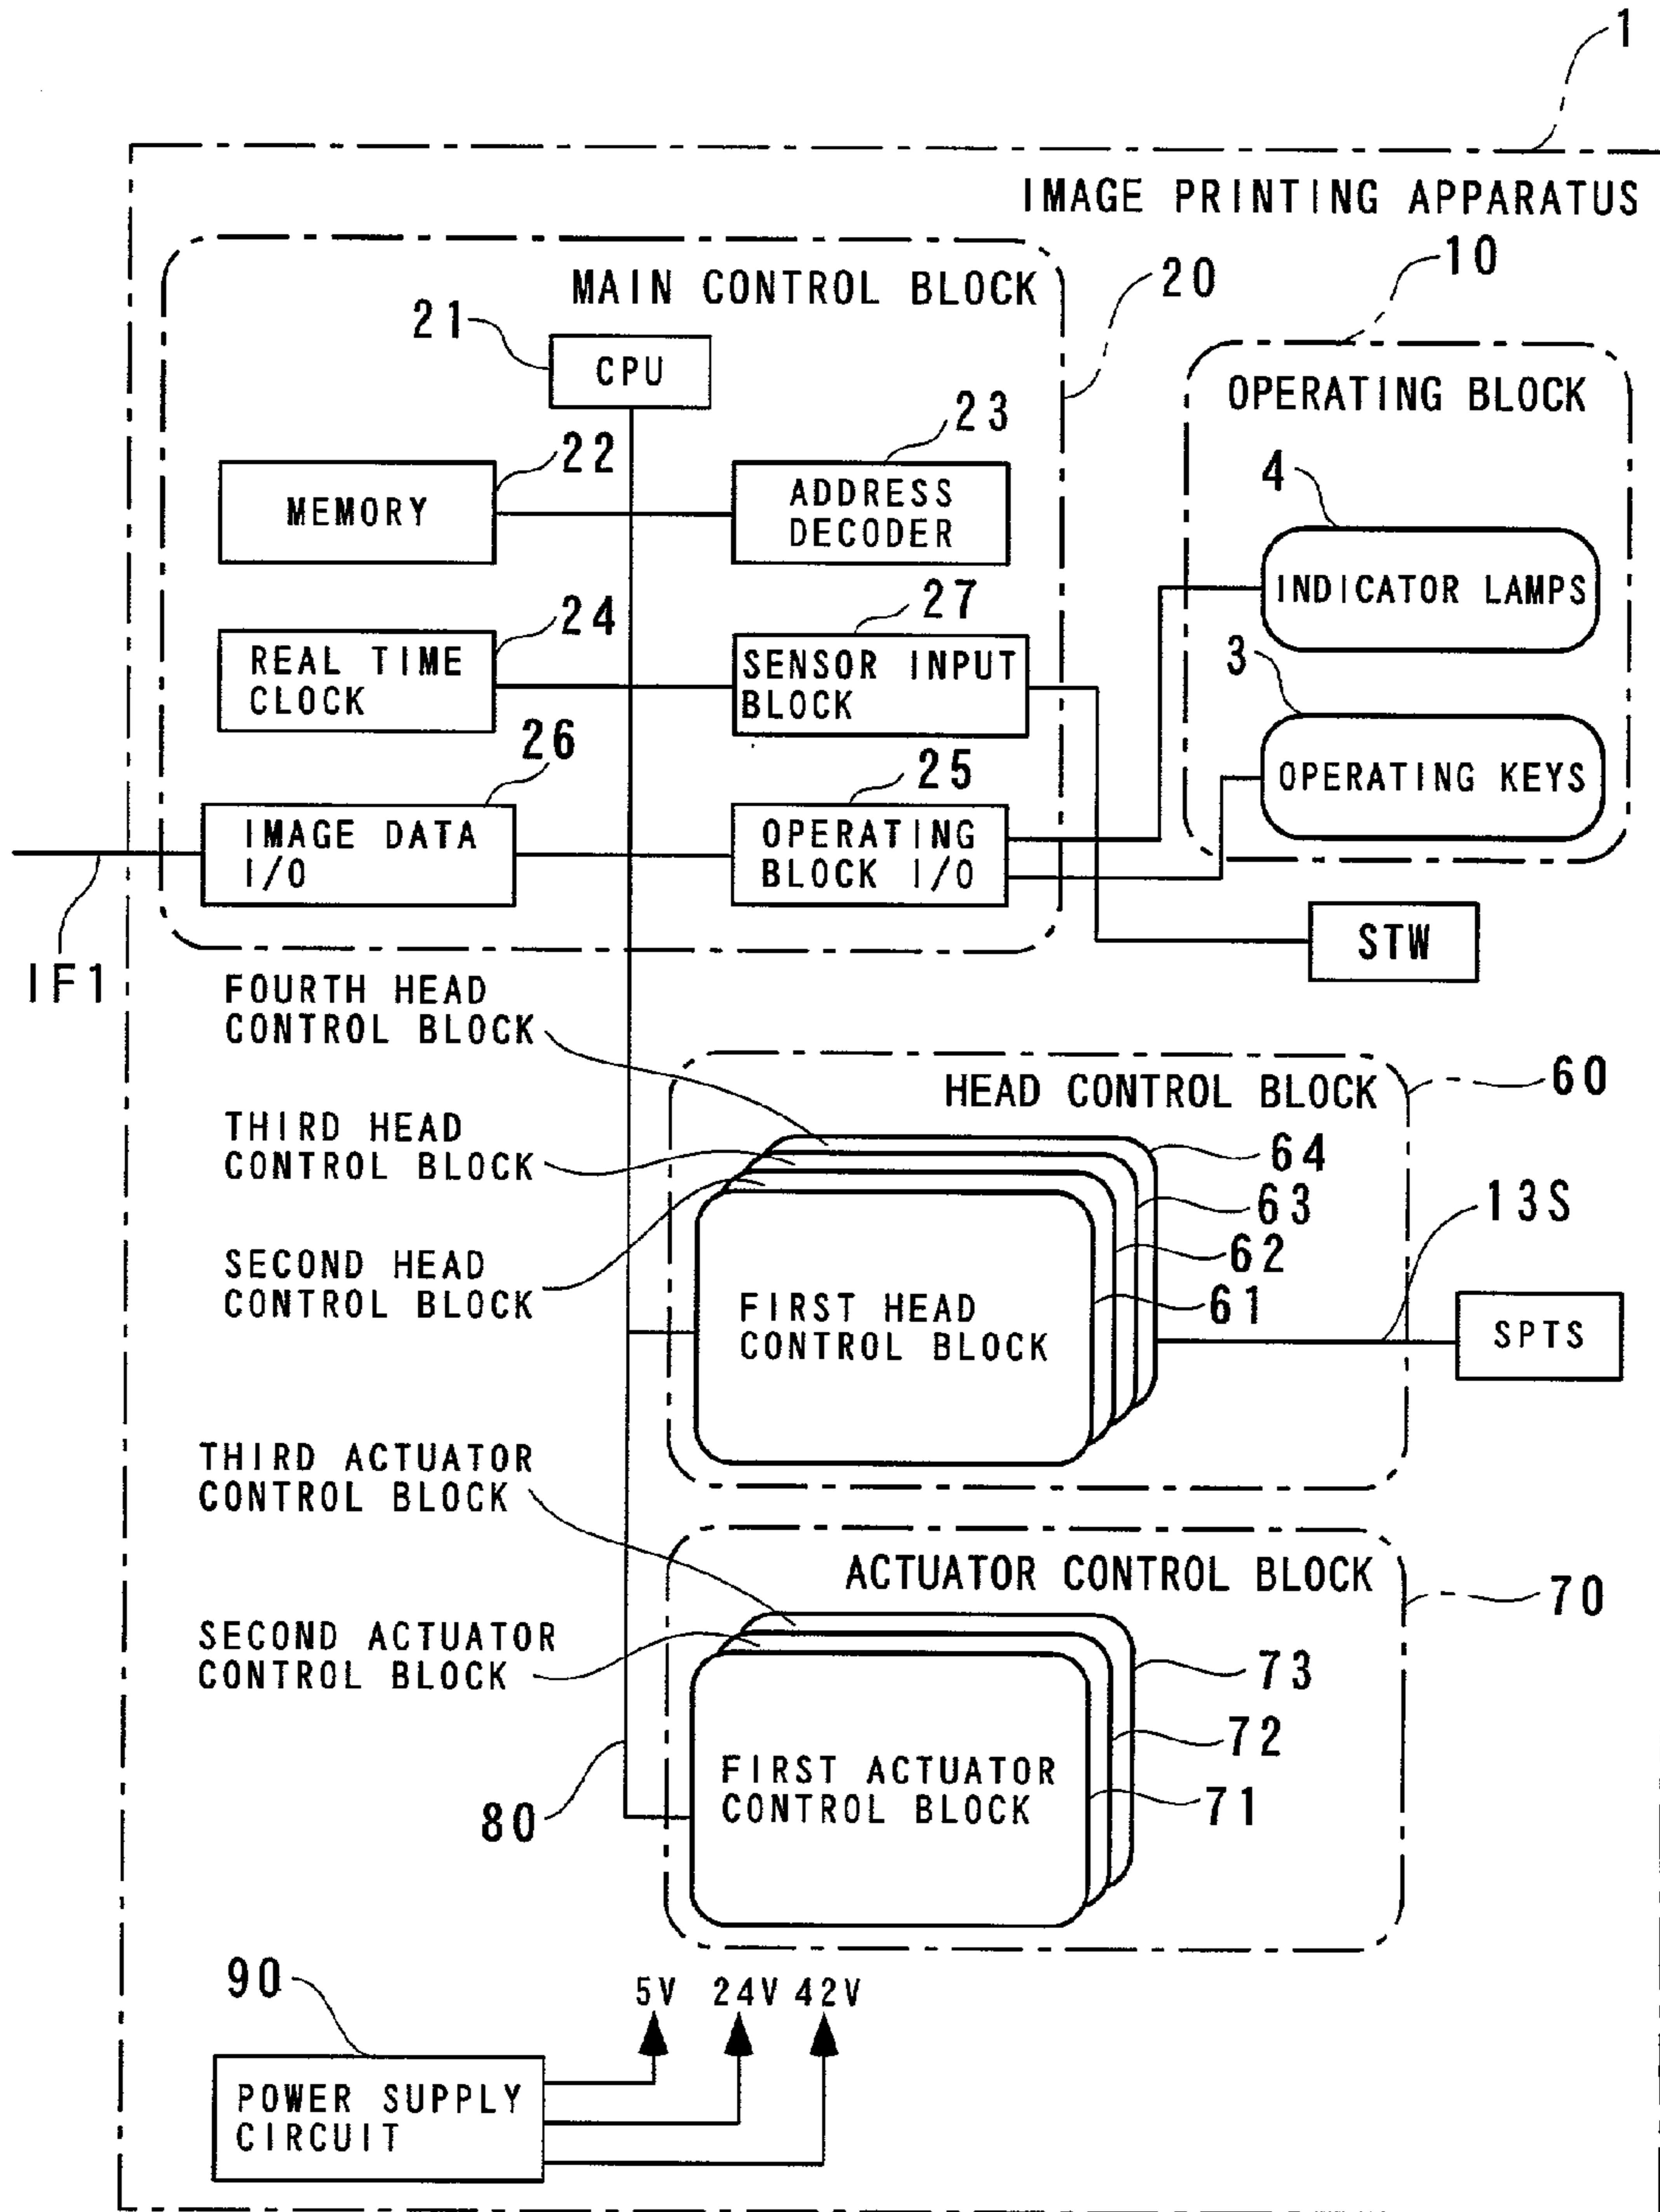 1
IMAGE PRINTING APPARATUS
MAIN CONTROL BLOCK
20
10
21
CPU
OPERATING BLOCK
22
23
MEMORY
ADDRESS
DECODER
4
INDICATOR LAMPS
24
27
REAL TIME
CLOCK
SENSOR INPUT
BLOCK
3
OPERATING KEYS
26
25
IMAGE DATA
I/O
OPERATING
BLOCK I/O
STW
IF1
FOURTH HEAD
CONTROL BLOCK
HEAD CONTROL BLOCK
60
THIRD HEAD
CONTROL BLOCK
64
63
13S
62
SECOND HEAD
CONTROL BLOCK
61
FIRST HEAD
CONTROL BLOCK
SPTS
THIRD ACTUATOR
CONTROL BLOCK
ACTUATOR CONTROL BLOCK
70
SECOND ACTUATOR
CONTROL BLOCK
73
72
FIRST ACTUATOR
CONTROL BLOCK
71
80
90
5V 24V 42V
POWER SUPPLY
CIRCUIT